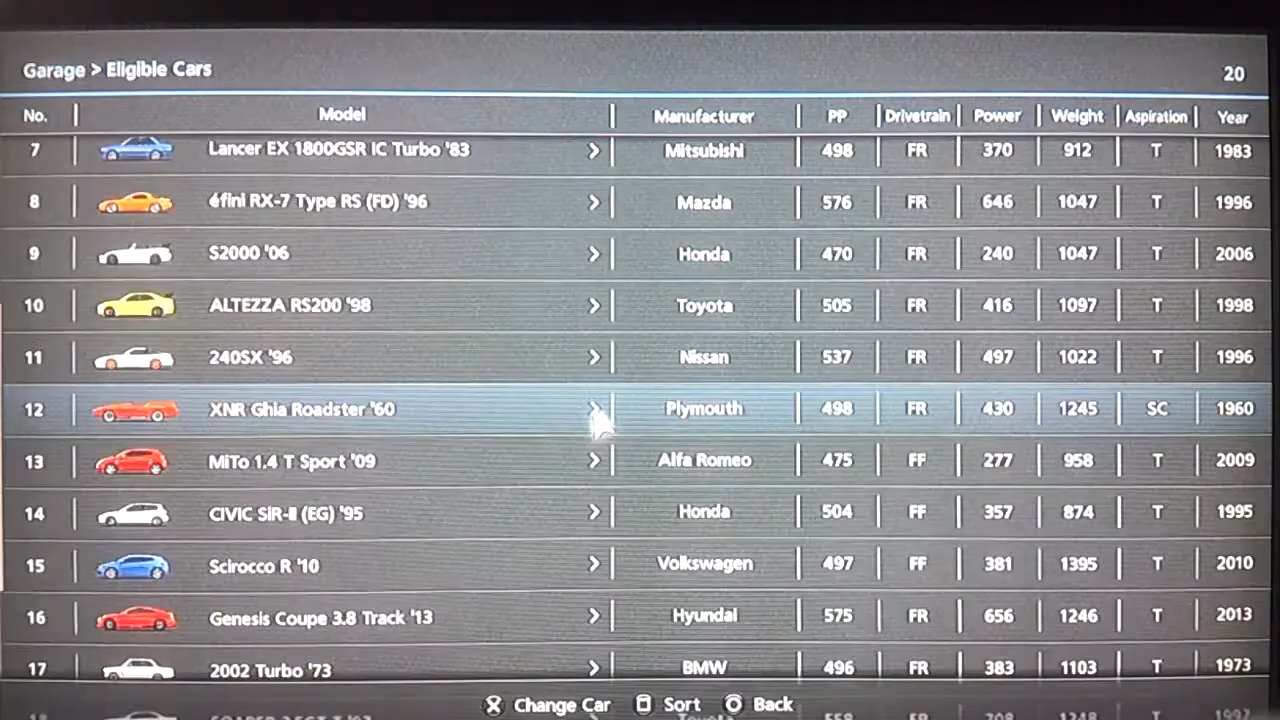 Garage > Eligible Cars 20
No. Model Manufacturer PP Drivetrain Power Weight Aspiration Year
7 Lancer EX 1800GSR IC Turbo '83 Mitsubishi 498 FR 370 912 T 1983
8 éfini RX-7 Type RS (FD) '96 Mazda 576 FR 646 1047 T 1996
9 S2000 '06 Honda 470 FR 240 1047 T 2006
10 ALTEZZA RS200 '98 Toyota 505 FR 416 1097 T 1998
11 240SX '96 Nissan 537 FR 497 1022 T 1996
12 XNR Ghia Roadster '60 Plymouth 498 FR 430 1245 SC 1960
13 MiTo 1.4 T Sport '09 Alfa Romeo 475 FF 277 958 T 2009
14 CIVIC SiR-II (EG) '95 Honda 504 FF 357 874 T 1995
15 Scirocco R '10 Volkswagen 497 FF 381 1395 T 2010
16 Genesis Coupe 3.8 Track '13 Hyundai 575 FR 656 1246 T 2013
17 2002 Turbo '73 BMW 496 FR 383 1103 T 1973
Change Car Sort Back